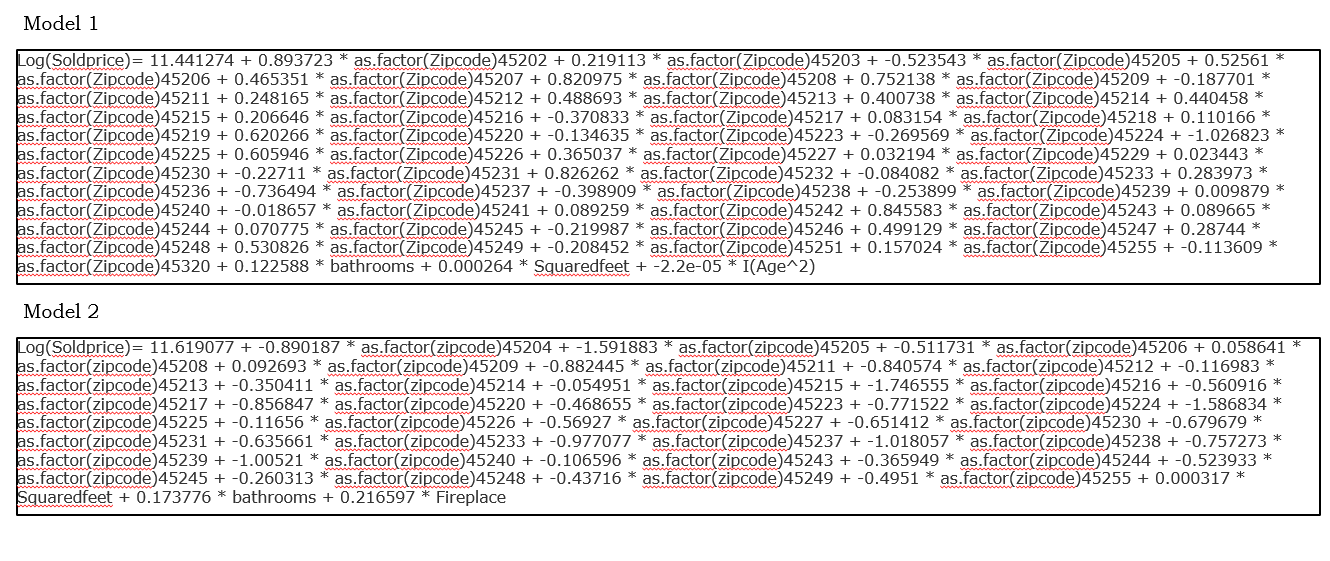 Model 1
Log(Soldprice)= 11.441274 + 0.893723 * as.factor(Zipcode)45202 + 0.219113 * as.factor(Zipcode)45203 + -0.523543 * as.factor(Zipcode)45205 + 0.52561 *
as.factor(Zipcode)45206 + 0.465351 * as.factor(Zipcode)45207 + 0.820975 * as.factor(Zipcode)45208 + 0.752138 * as.factor(Zipcode)45209 + -0.187701 *
as.factor(Zipcode)45211 + 0.248165 * as.factor(Zipcode)45212 + 0.488693 * as.factor(Zipcode)45213 + 0.400738 * as.factor(Zipcode)45214 + 0.440458 *
as.factor(Zipcode)45215 + 0.206646 * as.factor(Zipcode)45216 + -0.370833 * as.factor(Zipcode)45217 + 0.083154 * as.factor(Zipcode)45218 + 0.110166 *
as.factor(Zipcode)45219 + 0.620266 * as.factor(Zipcode)45220 + -0.134635 * as.factor(Zipcode)45223 + -0.269569 * as.factor(Zipcode)45224 + -1.026823 *
as.factor(Zipcode)45225 + 0.605946 * as.factor(Zipcode)45226 + 0.365037 * as.factor(Zipcode)45227 + 0.032194 * as.factor(Zipcode)45229 + 0.023443 *
as.factor(Zipcode)45230 + -0.22711 * as.factor(Zipcode)45231 + 0.826262 * as.factor(Zipcode)45232 + -0.084082 * as.factor(Zipcode)45233 + 0.283973 *
as.factor(Zipcode)45236 + -0.736494 * as.factor(Zipcode)45237 + -0.398909 * as.factor(Zipcode)45238 + -0.253899 * as.factor(Zipcode)45239 + 0.009879 *
as.factor(Zipcode)45240 + -0.018657 * as.factor(Zipcode)45241 + 0.089259 * as.factor(Zipcode)45242 + 0.845583 * as.factor(Zipcode)45243 + 0.089665 *
as.factor(Zipcode)45244 + 0.070775 * as.factor(Zipcode)45245 + -0.219987 * as.factor(Zipcode)45246 + 0.499129 * as.factor(Zipcode)45247 + 0.28744 *
as.factor(Zipcode)45248 + 0.530826 * as.factor(Zipcode)45249 + -0.208452 * as.factor(Zipcode)45251 + 0.157024 * as.factor(Zipcode)45255 + -0.113609 *
as.factor(Zipcode)45320 + 0.122588 * bathrooms + 0.000264 * Squaredfeet + -2.2e-05 * I(Age^2)
Model 2
Log(Soldprice)= 11.619077 + -0.890187 * as.factor(zipcode)45204 + -1.591883 * as.factor(zipcode)45205 + -0.511731 * as.factor(zipcode)45206 + 0.058641 *
as.factor(zipcode)45208 + 0.092693 * as.factor(zipcode)45209 + -0.882445 * as.factor(zipcode)45211 + -0.840574 * as.factor(zipcode)45212 + -0.116983 *
as.factor(zipcode)45213 + -0.350411 * as.factor(zipcode)45214 + -0.054951 * as.factor(zipcode)45215 + -1.746555 * as.factor(zipcode)45216 + -0.560916 *
as.factor(zipcode)45217 + -0.856847 * as.factor(zipcode)45220 + -0.468655 * as.factor(zipcode)45223 + -0.771522 * as.factor(zipcode)45224 + -1.586834 *
as.factor(zipcode)45225 + -0.11656 * as.factor(zipcode)45226 + -0.56927 * as.factor(zipcode)45227 + -0.651412 * as.factor(zipcode)45230 + -0.679679 *
as.factor(zipcode)45231 + -0.635661 * as.factor(zipcode)45233 + -0.977077 * as.factor(zipcode)45237 + -1.018057 * as.factor(zipcode)45238 + -0.757273 *
as.factor(zipcode)45239 + -1.00521 * as.factor(zipcode)45240 + -0.106596 * as.factor(zipcode)45243 + -0.365949 * as.factor(zipcode)45244 + -0.523933 *
as.factor(zipcode)45245 + -0.260313 * as.factor(zipcode)45248 + -0.43716 * as.factor(zipcode)45249 + -0.4951 * as.factor(zipcode)45255 + 0.000317 *
Squaredfeet + 0.173776 * bathrooms + 0.216597 * Fireplace